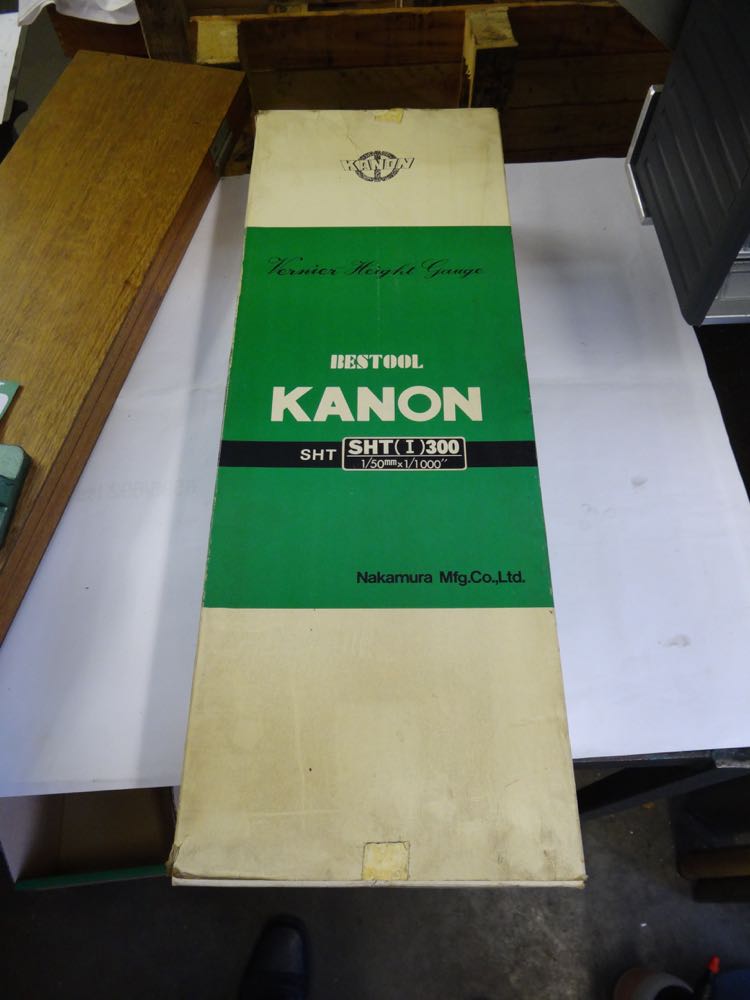 KANON
Vernier Height Gauge
BESTOOL
KANON
SHT SHT(I)300
1/50mm×1/1000"
Nakamura Mfg.Co.,Ltd.